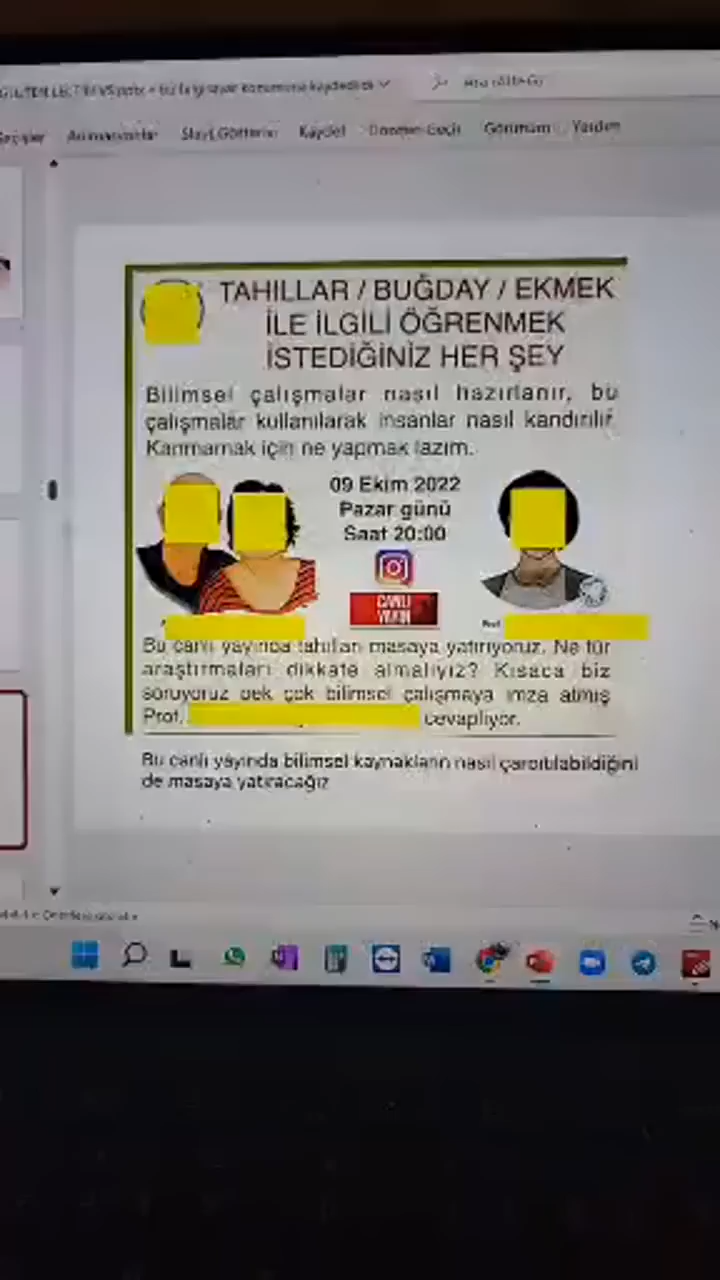 Geçişler Animasyonlar Slayt Gösterisi Kaydet Gözden Geçir Görünüm Yardım
TAHILLAR / BUĞDAY / EKMEK
İLE İLGİLİ ÖĞRENMEK
İSTEDİĞİNİZ HER ŞEY
Bilimsel çalışmalar nasıl hazırlanır, bu
çalışmalar kullanılarak insanlar nasıl kandırılır.
Kanmamak için ne yapmak lazım.
09 Ekim 2022
Pazar günü
Saat 20:00
CANLI
YAYIN
Prof.
Bu canlı yayında tahılları masaya yatırıyoruz. Ne tür
araştırmaları dikkate almalıyız? Kısaca biz
soruyoruz pek çok bilimsel çalışmaya imza atmış
Prof. cevaplıyor.
Bu canlı yayında bilimsel kaynakların nasıl çarpıtılabildiğini
de masaya yatıracağız